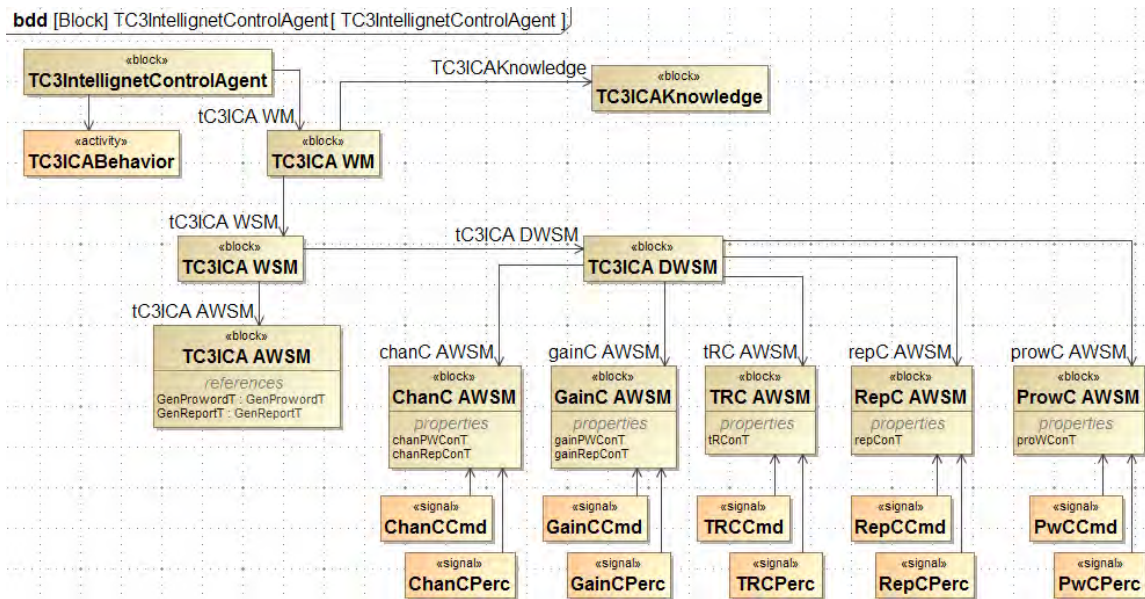 bdd [Block] TC3IntellignetControlAgent[ TC3IntellignetControlAgent ]
«block»
TC3IntellignetControlAgent
TC3ICAKnowledge
«block»
TC3ICAKnowledge
tC3ICA WM
«activity»
TC3ICABehavior
«block»
TC3ICA WM
tC3ICA WSM
tC3ICA DWSM
«block»
TC3ICA WSM
«block»
TC3ICA DWSM
tC3ICA AWSM
«block»
TC3ICA AWSM
references
GenProwordT : GenProwordT
GenReportT : GenReportT
chanC AWSM
gainC AWSM
tRC AWSM
repC AWSM
prowC AWSM
«block»
ChanC AWSM
properties
chanPWConT
chanRepConT
«block»
GainC AWSM
properties
gainPWConT
gainRepConT
«block»
TRC AWSM
properties
tRConT
«block»
RepC AWSM
properties
repConT
«block»
ProwC AWSM
properties
proWConT
«signal»
ChanCCmd
«signal»
GainCCmd
«signal»
TRCCmd
«signal»
RepCCmd
«signal»
PwCCmd
«signal»
ChanCPerc
«signal»
GainCPerc
«signal»
TRCPerc
«signal»
RepCPerc
«signal»
PwCPerc